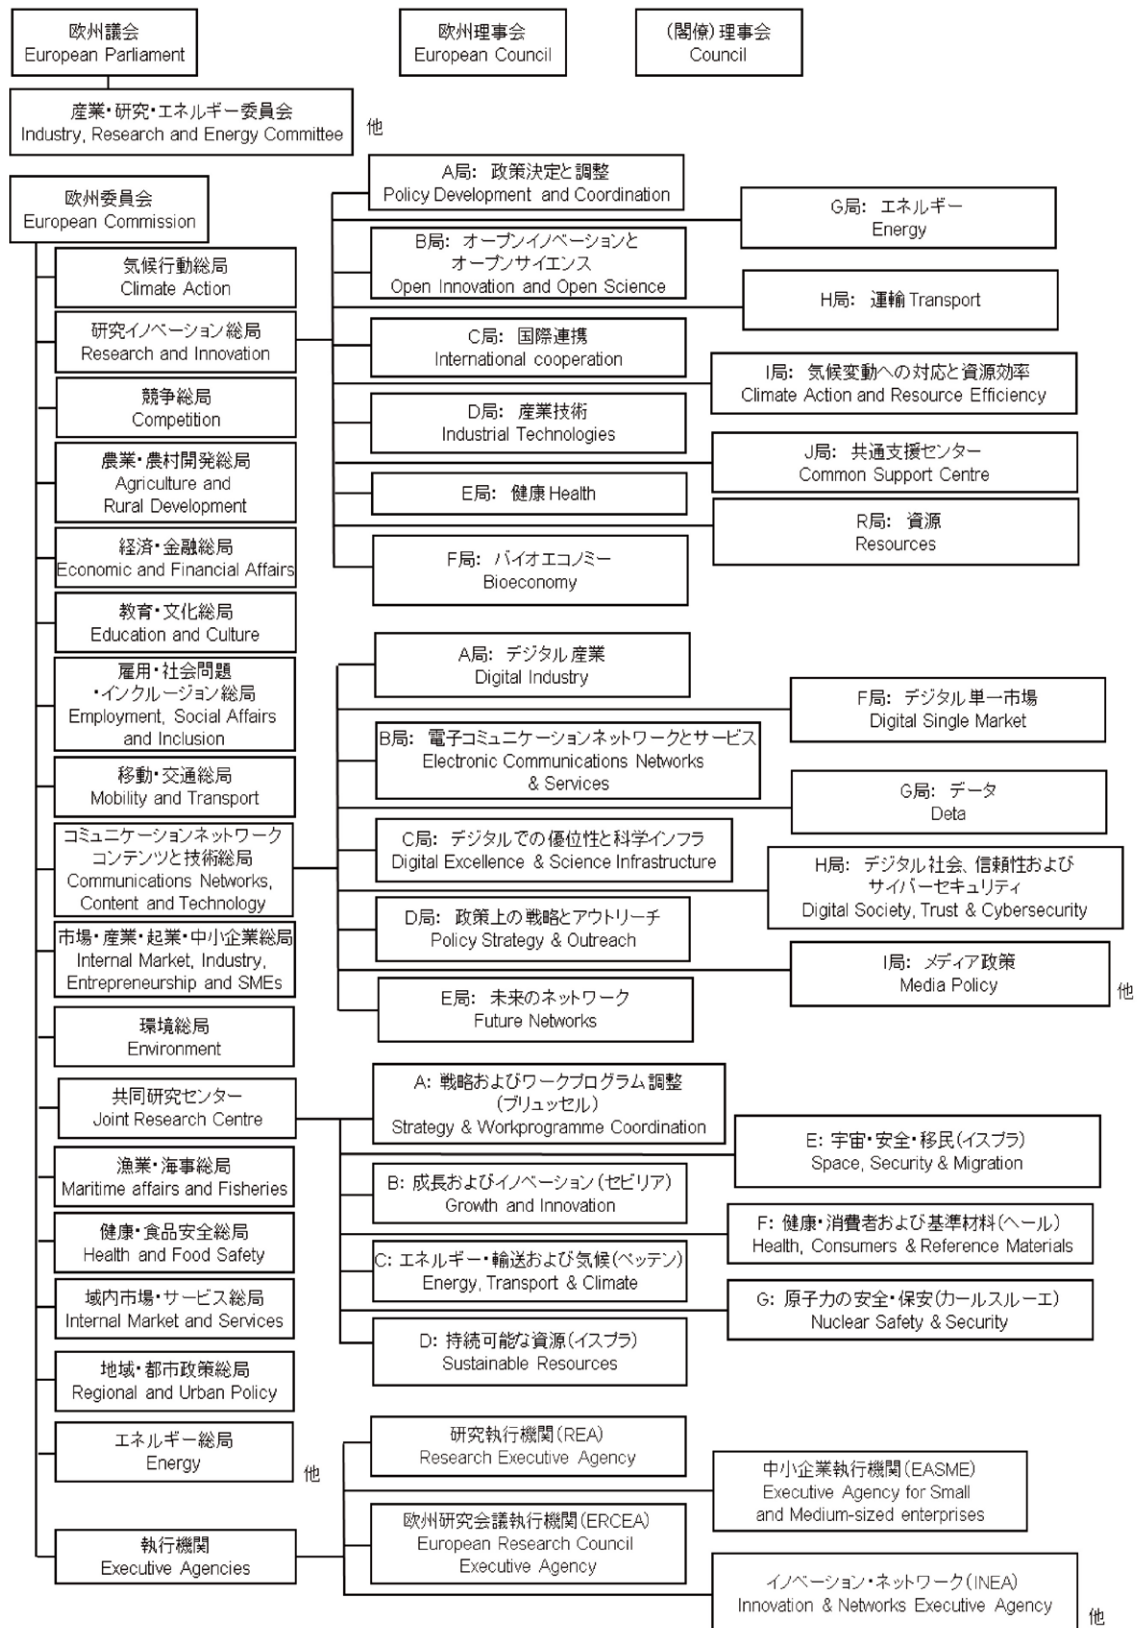 欧州議会
European Parliament
欧州理事会
European Council
(閣僚)理事会
Council
産業・研究・エネルギー委員会
Industry, Research and Energy Committee
他
欧州委員会
European Commission
気候行動総局
Climate Action
研究イノベーション総局
Research and Innovation
競争総局
Competition
農業・農村開発総局
Agriculture and
Rural Development
経済・金融総局
Economic and Financial Affairs
教育・文化総局
Education and Culture
雇用・社会問題
・インクルージョン総局
Employment, Social Affairs
and Inclusion
移動・交通総局
Mobility and Transport
コミュニケーションネットワーク
コンテンツと技術総局
Communications Networks,
Content and Technology
市場・産業・起業・中小企業総局
Internal Market, Industry,
Entrepreneurship and SMEs
環境総局
Environment
共同研究センター
Joint Research Centre
漁業・海事総局
Maritime affairs and Fisheries
健康・食品安全総局
Health and Food Safety
域内市場・サービス総局
Internal Market and Services
地域・都市政策総局
Regional and Urban Policy
エネルギー総局
Energy
他
執行機関
Executive Agencies
A局: 政策決定と調整
Policy Development and Coordination
B局: オープンイノベーションと
オープンサイエンス
Open Innovation and Open Science
C局: 国際連携
International cooperation
D局: 産業技術
Industrial Technologies
E局: 健康 Health
F局: バイオエコノミー
Bioeconomy
G局: エネルギー
Energy
H局: 運輸 Transport
I局: 気候変動への対応と資源効率
Climate Action and Resource Efficiency
J局: 共通支援センター
Common Support Centre
R局: 資源
Resources
A局: デジタル産業
Digital Industry
B局: 電子コミュニケーションネットワークとサービス
Electronic Communications Networks
& Services
C局: デジタルでの優位性と科学インフラ
Digital Excellence & Science Infrastructure
D局: 政策上の戦略とアウトリーチ
Policy Strategy & Outreach
E局: 未来のネットワーク
Future Networks
F局: デジタル単一市場
Digital Single Market
G局: データ
Deta
H局: デジタル社会、信頼性および
サイバーセキュリティ
Digital Society, Trust & Cybersecurity
I局: メディア政策
Media Policy
他
A: 戦略およびワークプログラム調整
(ブリュッセル)
Strategy & Workprogramme Coordination
B: 成長およびイノベーション(セビリア)
Growth and Innovation
C: エネルギー・輸送および気候(ペッテン)
Energy, Transport & Climate
D: 持続可能な資源(イスプラ)
Sustainable Resources
E: 宇宙・安全・移民(イスプラ)
Space, Security & Migration
F: 健康・消費者および基準材料(ヘール)
Health, Consumers & Reference Materials
G: 原子力の安全・保安(カールスルーエ)
Nuclear Safety & Security
研究執行機関(REA)
Research Executive Agency
欧州研究会議執行機関(ERCEA)
European Research Council
Executive Agency
中小企業執行機関(EASME)
Executive Agency for Small
and Medium-sized enterprises
イノベーション・ネットワーク(INEA)
Innovation & Networks Executive Agency
他